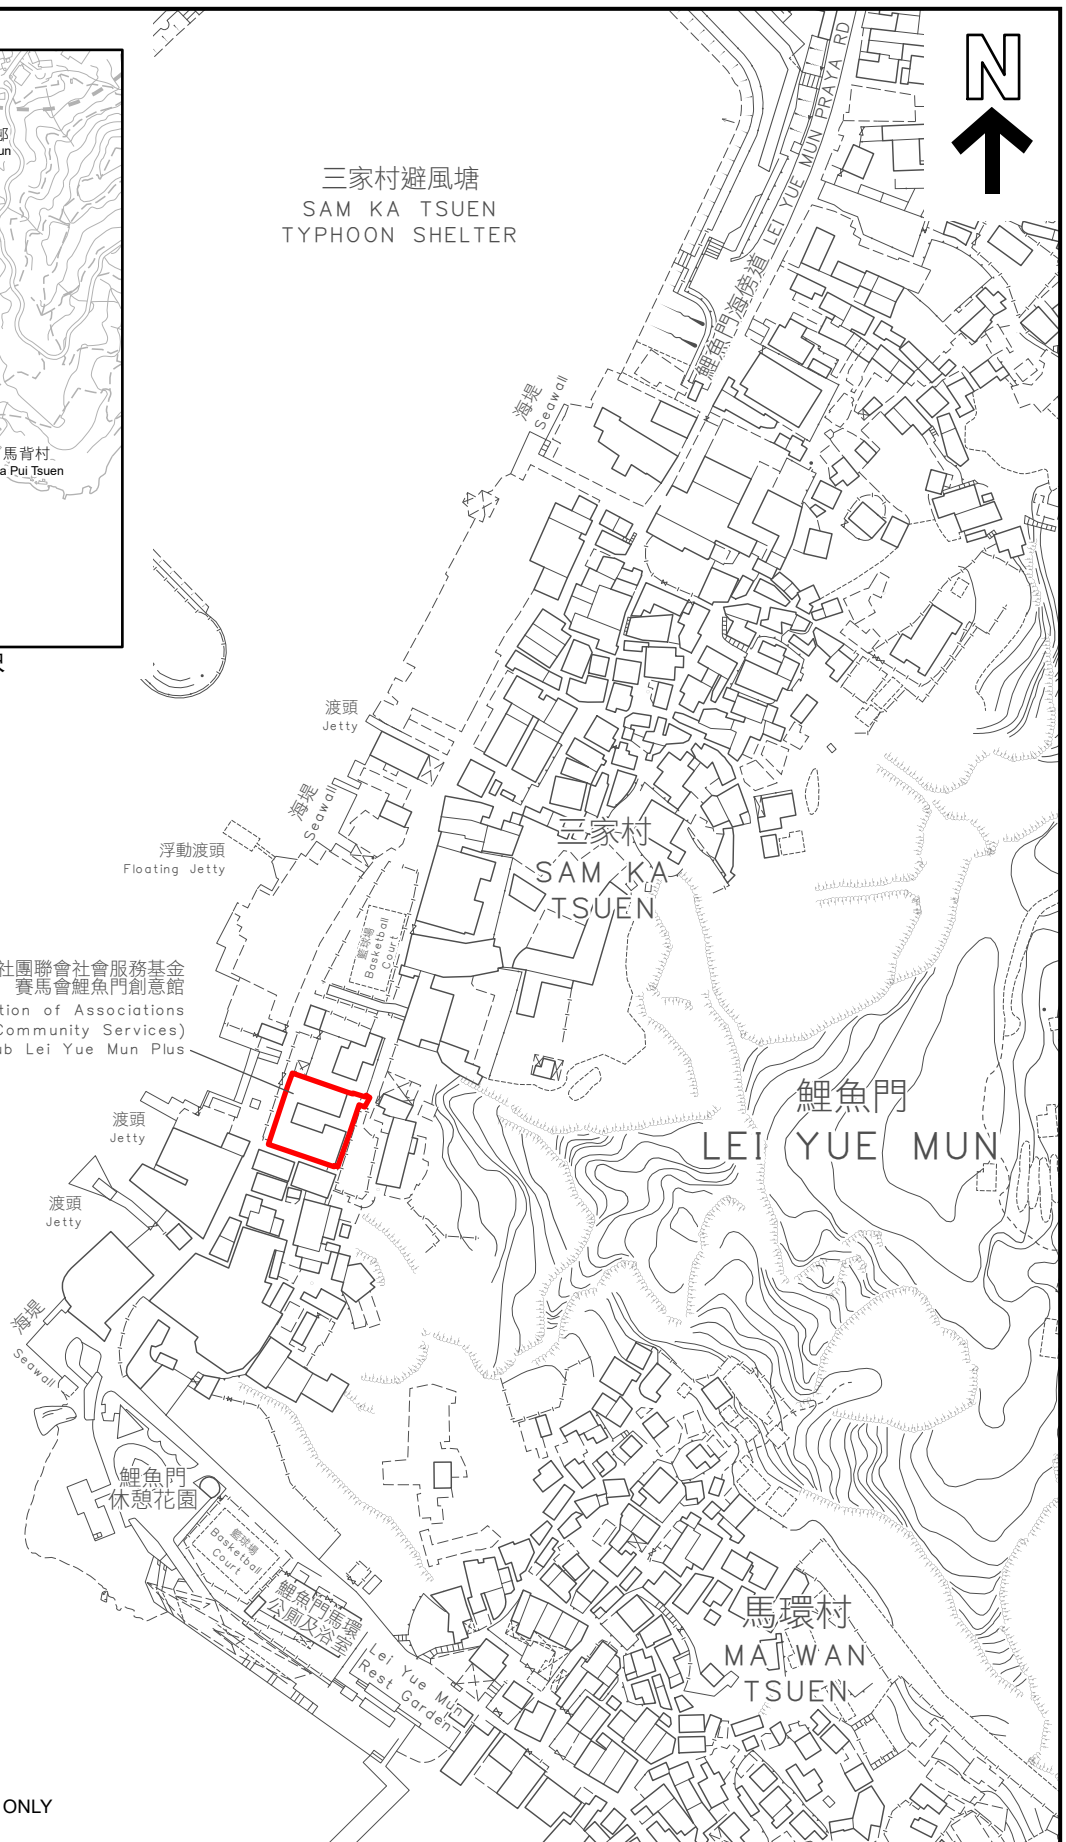 N
LEI YUE MUN PRAYA RD
鯉魚門海傍道
三家村避風塘
SAM KA TSUEN
TYPHOON SHELTER
邨
un
馬背村
a Pui Tsuen
海堤
Seawall
渡頭
Jetty
海堤
Seawall
浮動渡頭
Floating Jetty
三家村
SAM KA
TSUEN
籃球場
Basketball
Court
社團聯會社會服務基金
賽馬會鯉魚門創意館
tion of Associations
Community Services)
ub Lei Yue Mun Plus
鯉魚門
LEI YUE MUN
渡頭
Jetty
渡頭
Jetty
海堤
Seawall
鯉魚門
休憩花園
籃球場
Basketball
Court
鯉魚門馬環
公廁及浴室
Lei Yue Mun
Rest Garden
馬環村
MA WAN
TSUEN
ONLY